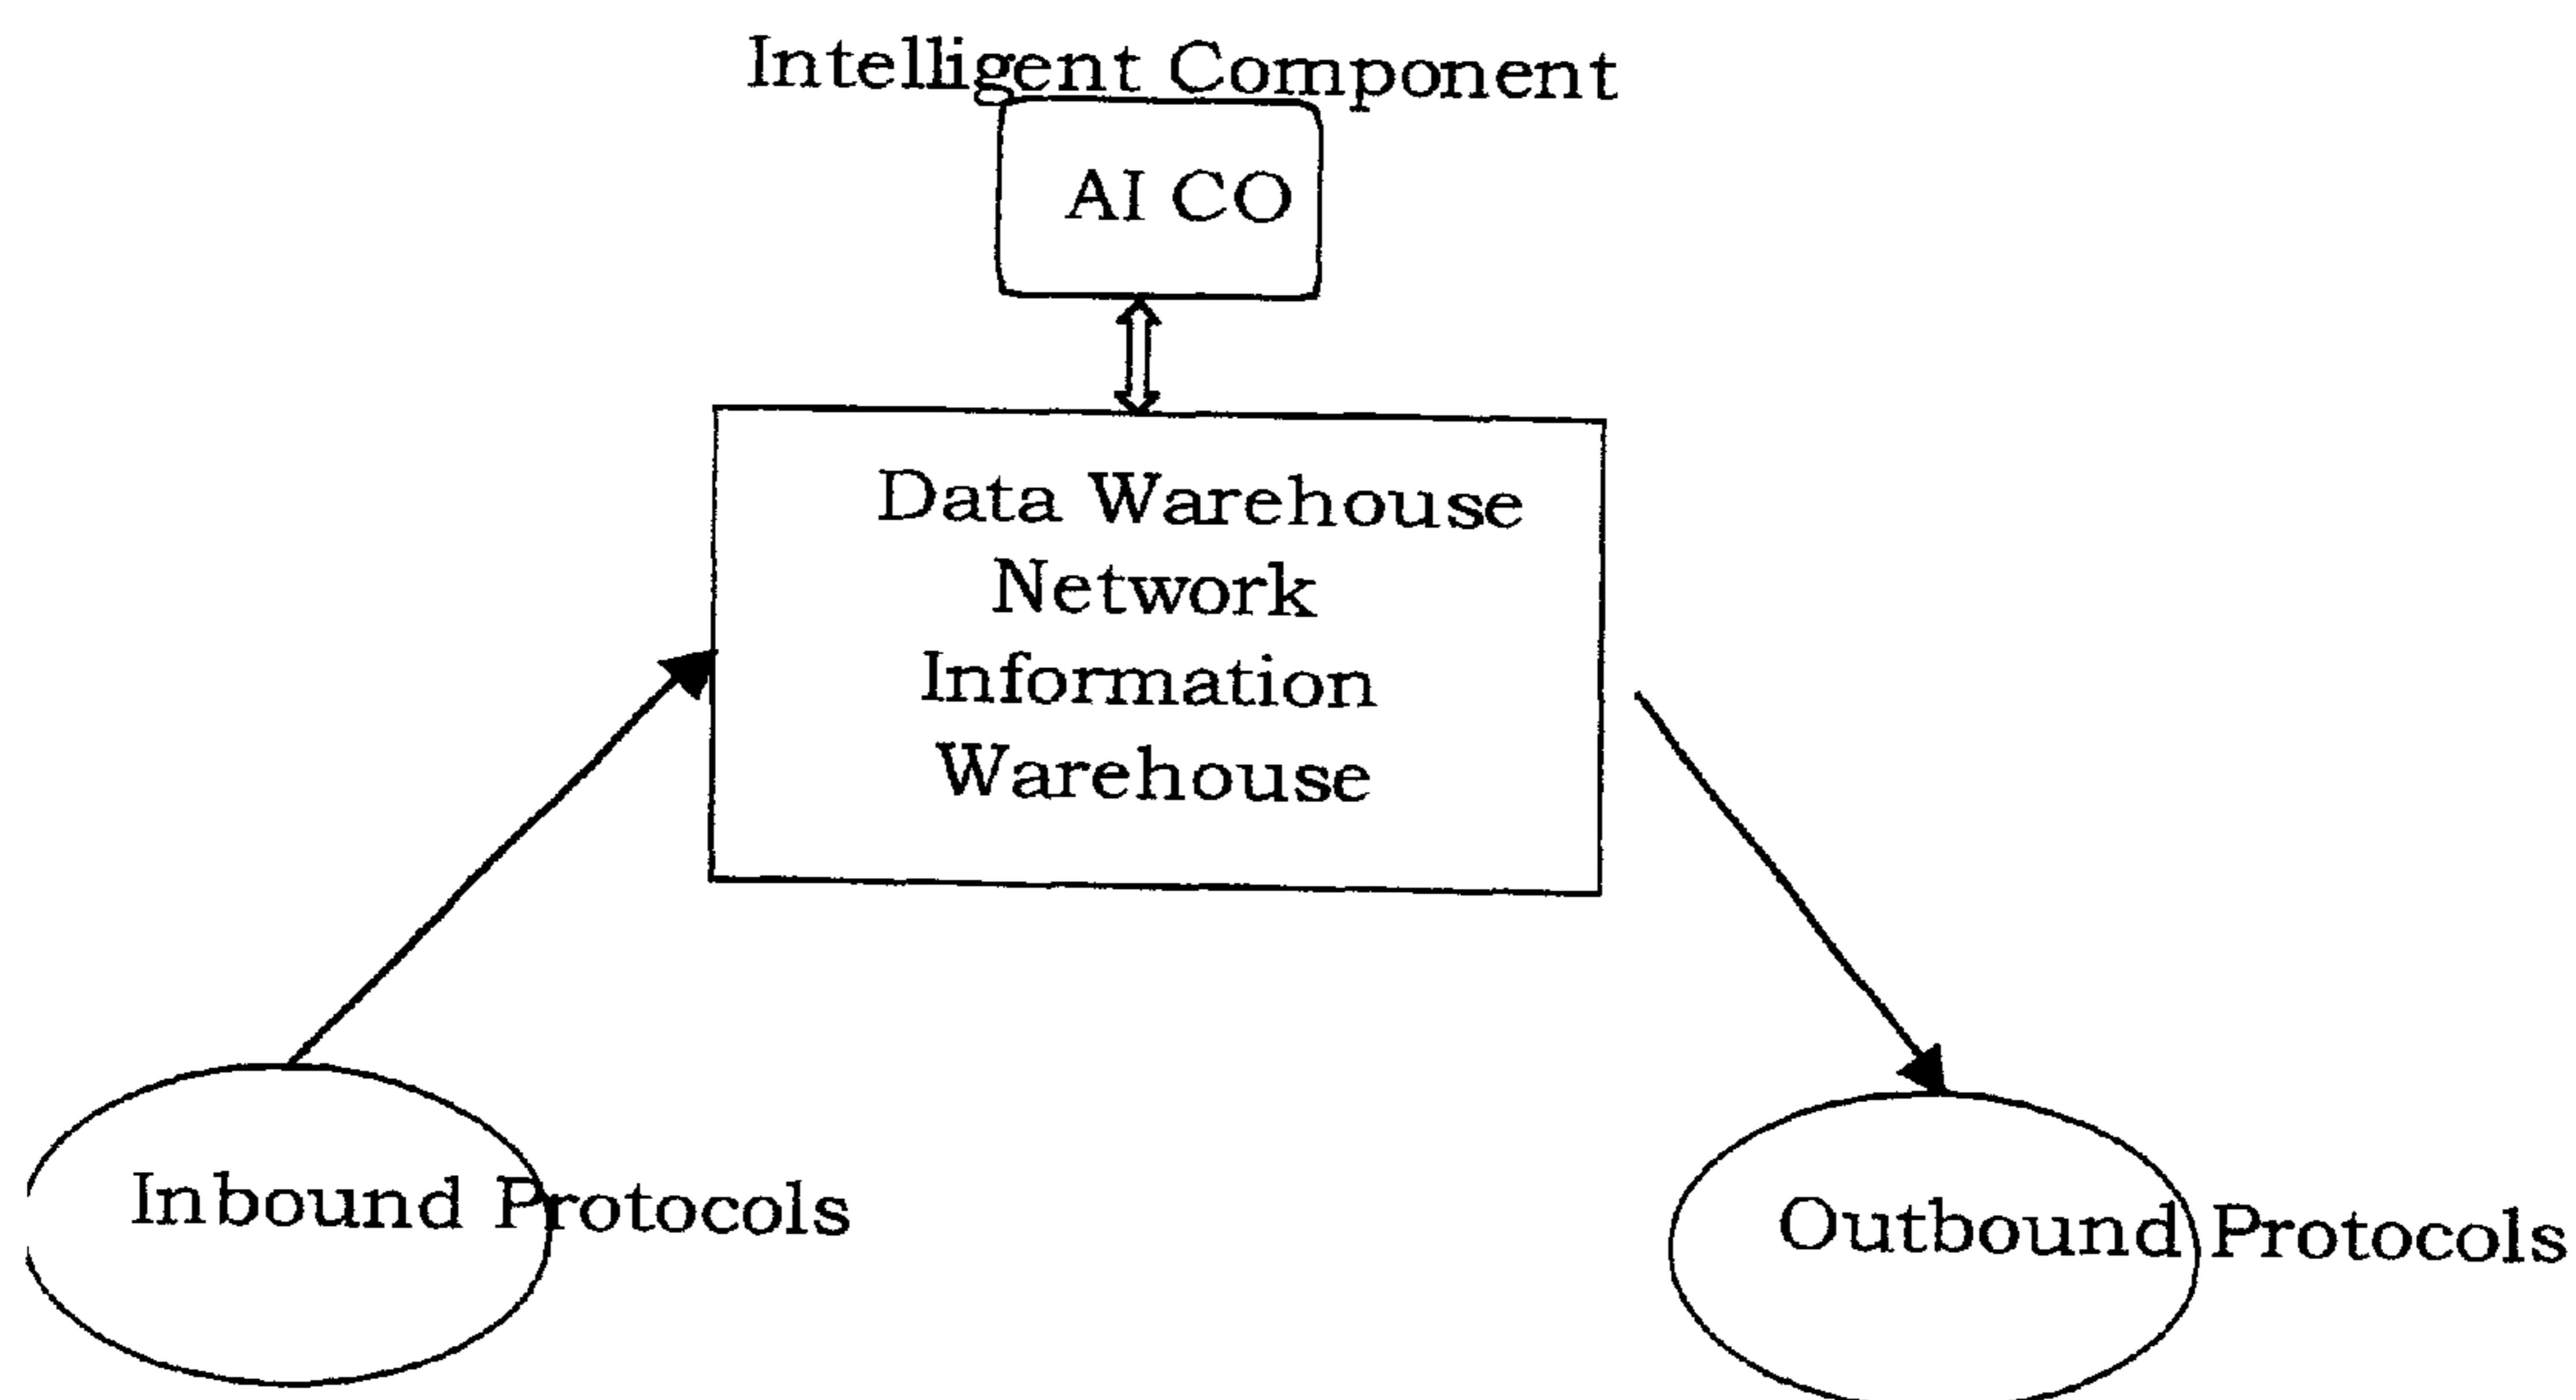 Intelligent Component
AI CO
Data Warehouse
Network
Information
Warehouse
Inbound Protocols
Outbound Protocols